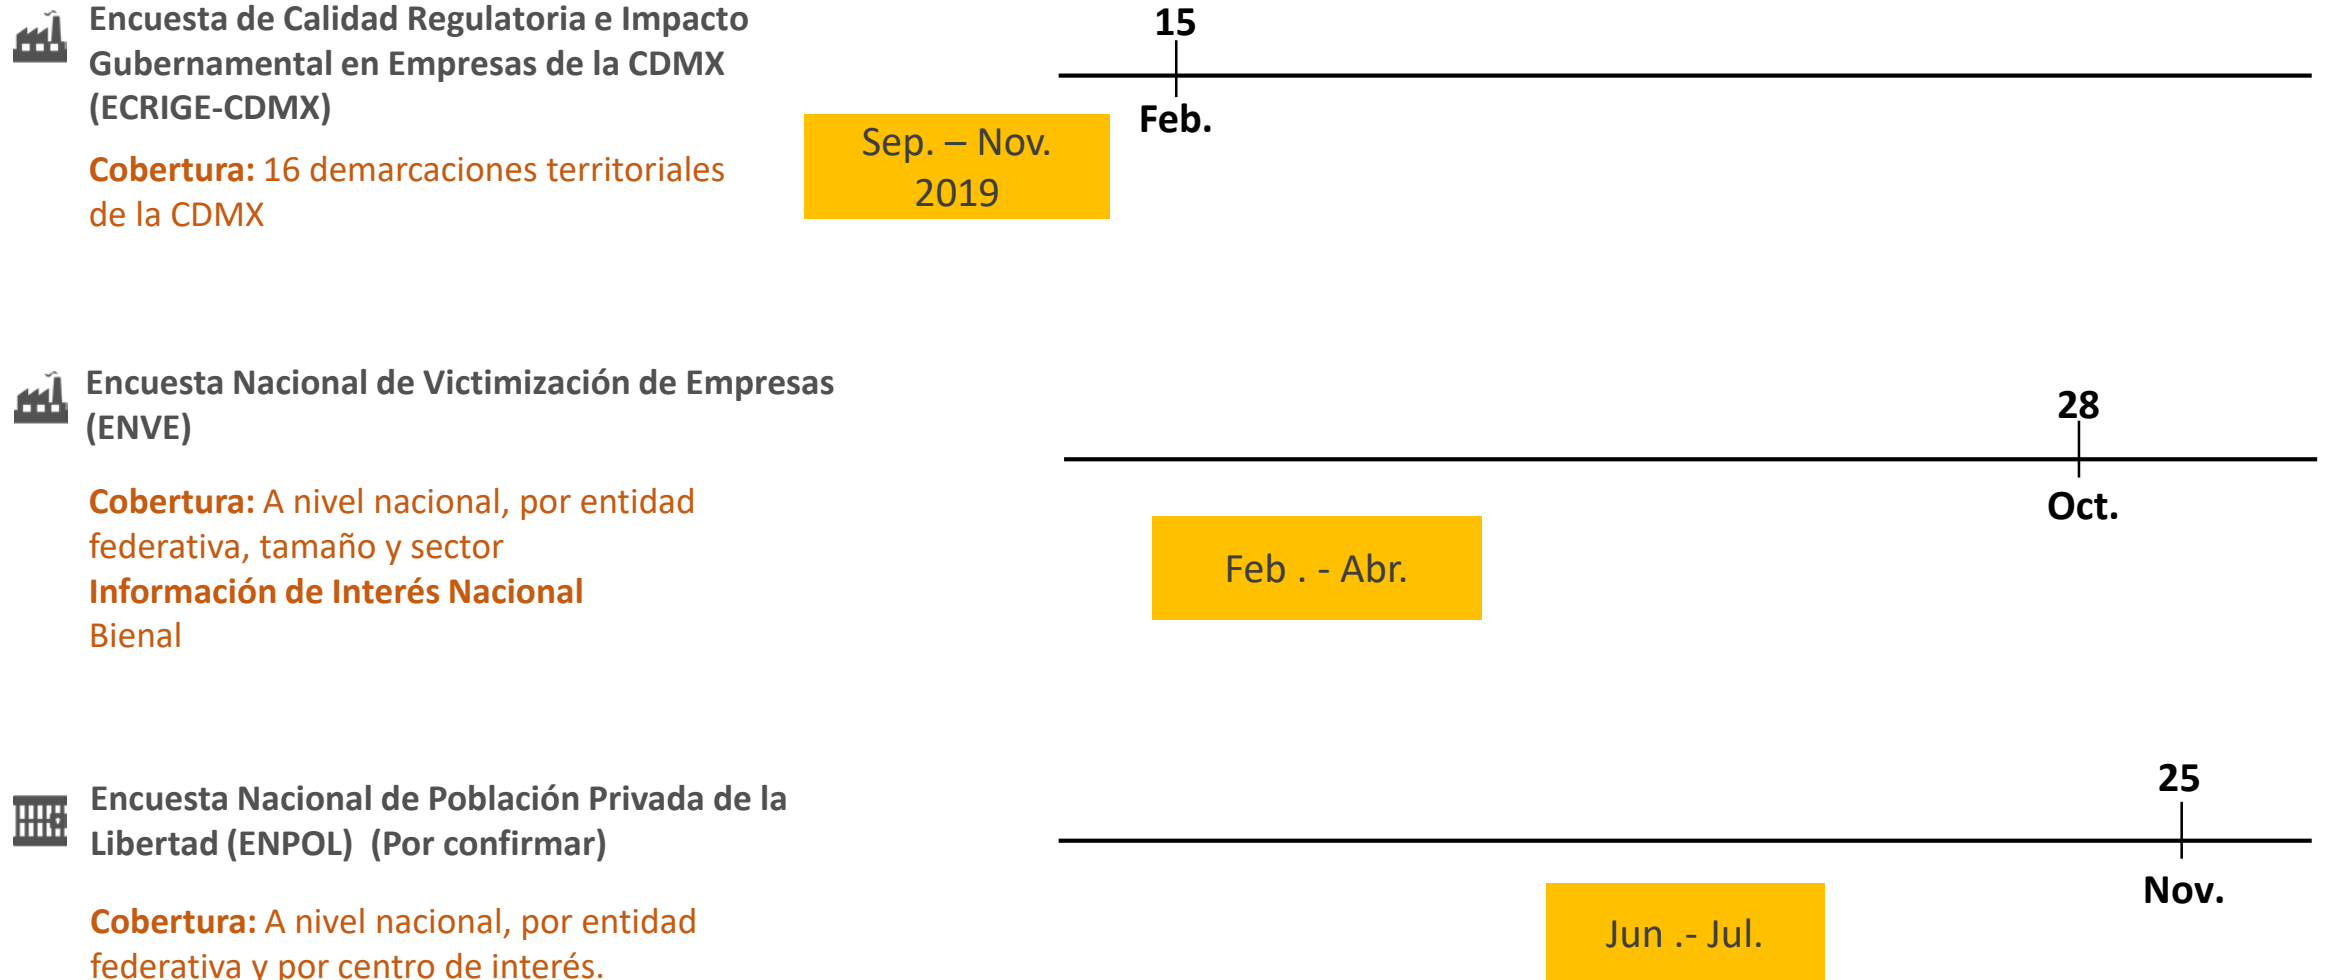 Encuesta de Calidad Regulatoria e Impacto
Gubernamental en Empresas de la CDMX
(ECRIGE-CDMX)
Cobertura: 16 demarcaciones territoriales
de la CDMX
Sep. – Nov.
2019
15
Feb.
Encuesta Nacional de Victimización de Empresas
(ENVE)
Cobertura: A nivel nacional, por entidad
federativa, tamaño y sector
Información de Interés Nacional
Bienal
Feb . - Abr.
28
Oct.
Encuesta Nacional de Población Privada de la
Libertad (ENPOL)  (Por confirmar)
Cobertura: A nivel nacional, por entidad
federativa y por centro de interés.
Jun .- Jul.
25
Nov.